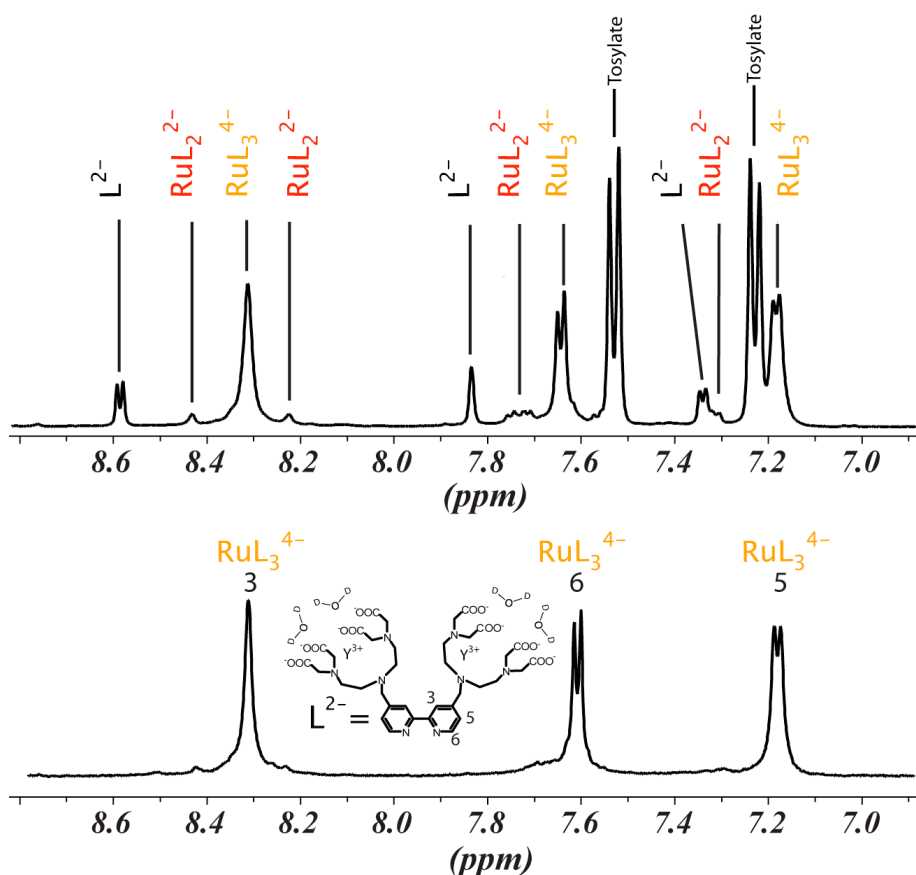 L²⁻ RuL₂²⁻ RuL₃⁴⁻ RuL₂²⁻ L²⁻ RuL₂²⁻ RuL₃⁴⁻ Tosylate L²⁻ RuL₂²⁻ Tosylate RuL₃⁴⁻
8.6 8.4 8.2 8.0 7.8 7.6 7.4 7.2 7.0
(ppm)
RuL₃⁴⁻ RuL₃⁴⁻ RuL₃⁴⁻
3 6 5
D D O COO⁻ D O D
⁻OOC COO⁻
⁻OOC COO⁻
D O D N N D O D
⁻OOC Y³⁺ N N Y³⁺ COO⁻
⁻OOC COO⁻
N N
L²⁻ = 3 5
N N 6
8.6 8.4 8.2 8.0 7.8 7.6 7.4 7.2 7.0
(ppm)